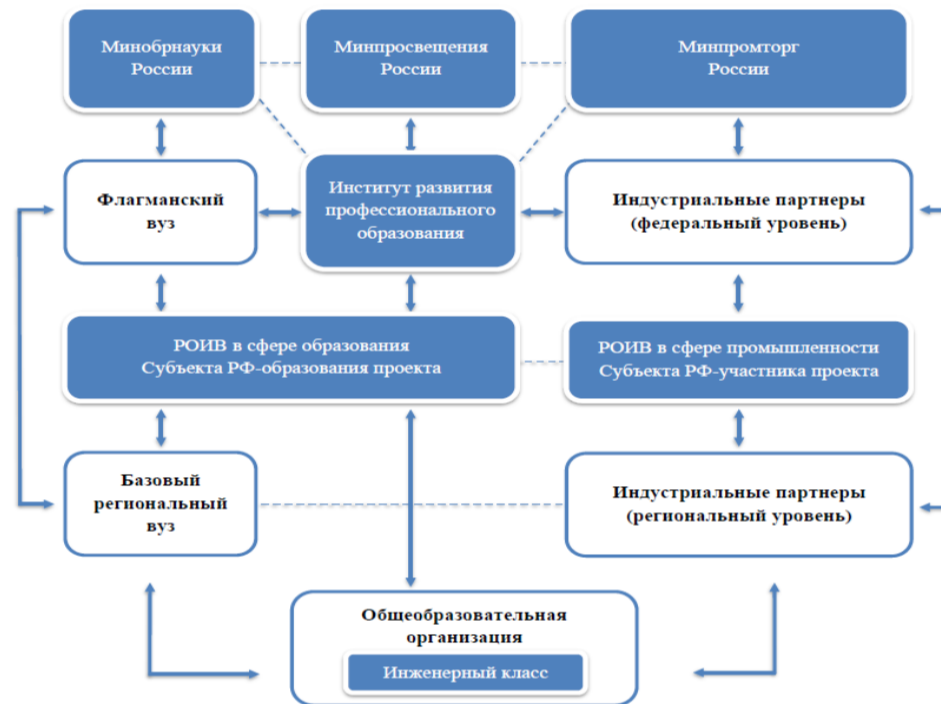 Минобрнауки
России
Минпросвещения
России
Минпромторг
России
Флагманский
вуз
Институт развития
профессионального
образования
Индустриальные партнеры
(федеральный уровень)
РОИВ в сфере образования
Субъекта РФ-образования проекта
РОИВ в сфере промышленности
Субъекта РФ-участника проекта
Базовый
региональный
вуз
Индустриальные партнеры
(региональный уровень)
Общеобразовательная
организация
Инженерный класс